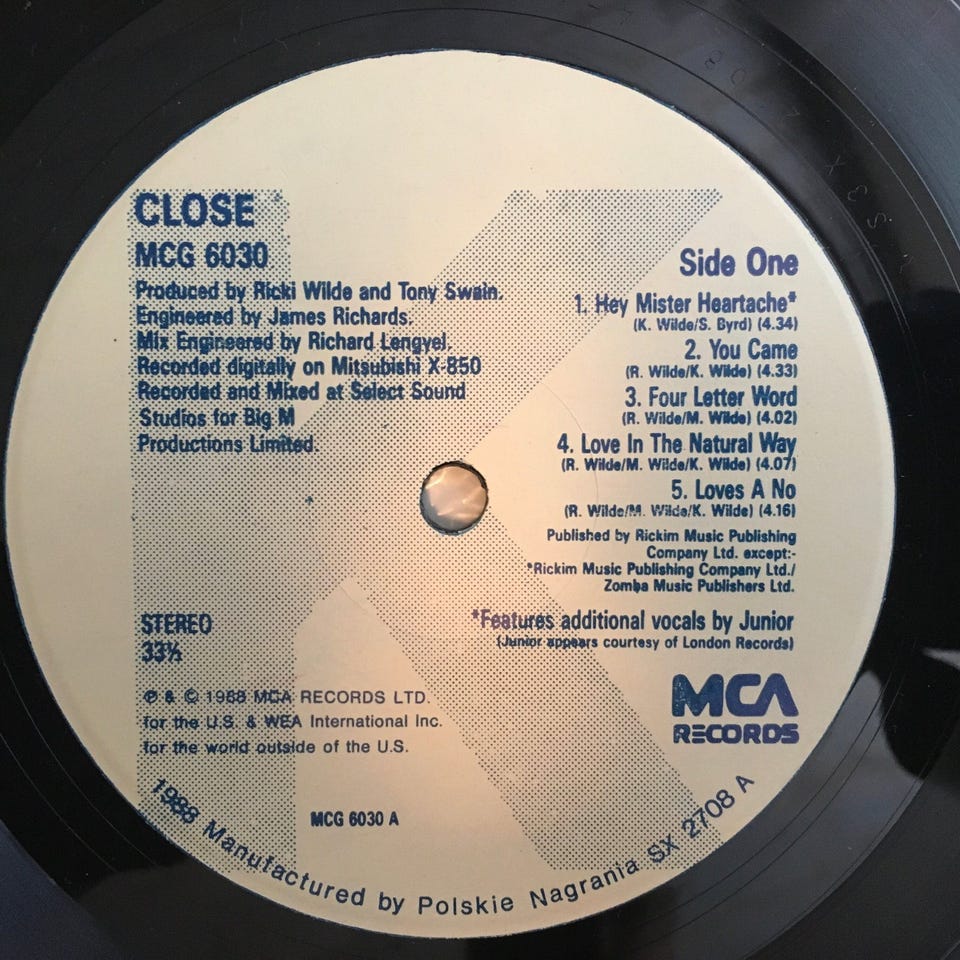 CLOSE
MCG 6030
Produced by Ricki Wilde and Tony Swain.
Engineered by James Richards.
Mix Engineered by Richard Lengyel.
Recorded digitally on Mitsubishi X-850
Recorded and Mixed at Select Sound
Studios for Big M
Productions Limited.
STEREO
33⅓
℗ & © 1988 MCA RECORDS LTD.
for the U.S. & WEA International Inc.
for the world outside of the U.S.
MCG 6030 A
Side One
1. Hey Mister Heartache*
(K. Wilde/S. Byrd) (4.34)
2. You Came
(R. Wilde/K. Wilde) (4.33)
3. Four Letter Word
(R. Wilde/M. Wilde) (4.02)
4. Love In The Natural Way
(R. Wilde/M. Wilde/K. Wilde) (4.07)
5. Loves A No
(R. Wilde/M. Wilde/K. Wilde) (4.16)
Published by Rickim Music Publishing
Company Ltd. except:-
*Rickim Music Publishing Company Ltd./
Zomba Music Publishers Ltd.
*Features additional vocals by Junior
(Junior appears courtesy of London Records)
MCA
RECORDS
1988 Manufactured by Polskie Nagrania SX 2708 A